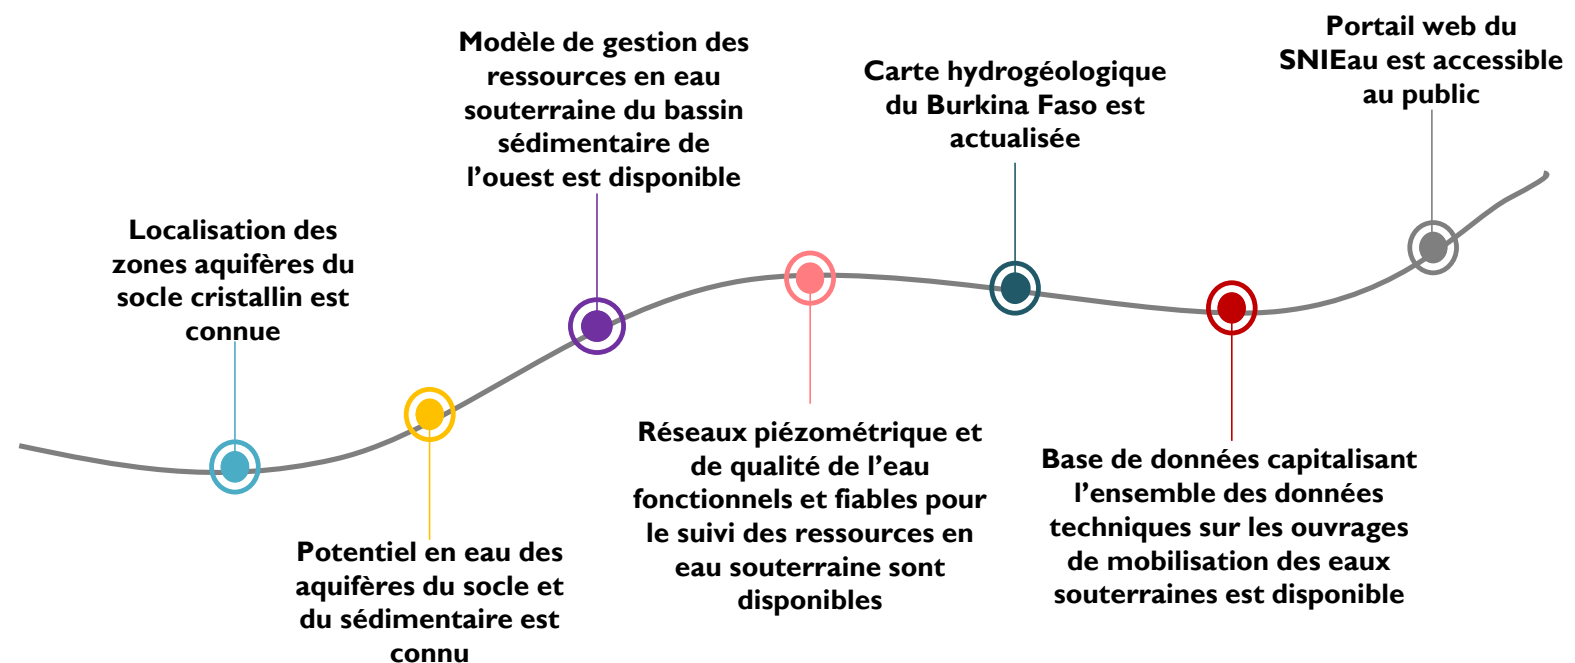 Localisation des
zones aquifères du
socle cristallin est
connue
Potentiel en eau des
aquifères du socle et
du sédimentaire est
connu
Modèle de gestion des
ressources en eau
souterraine du bassin
sédimentaire de
l’ouest est disponible
Réseaux piézométrique et
de qualité de l’eau
fonctionnels et fiables pour
le suivi des ressources en
eau souterraine sont
disponibles
Carte hydrogéologique
du Burkina Faso est
actualisée
Base de données capitalisant
l’ensemble des données
techniques sur les ouvrages
de mobilisation des eaux
souterraines est disponible
Portail web du
SNIEau est accessible
au public